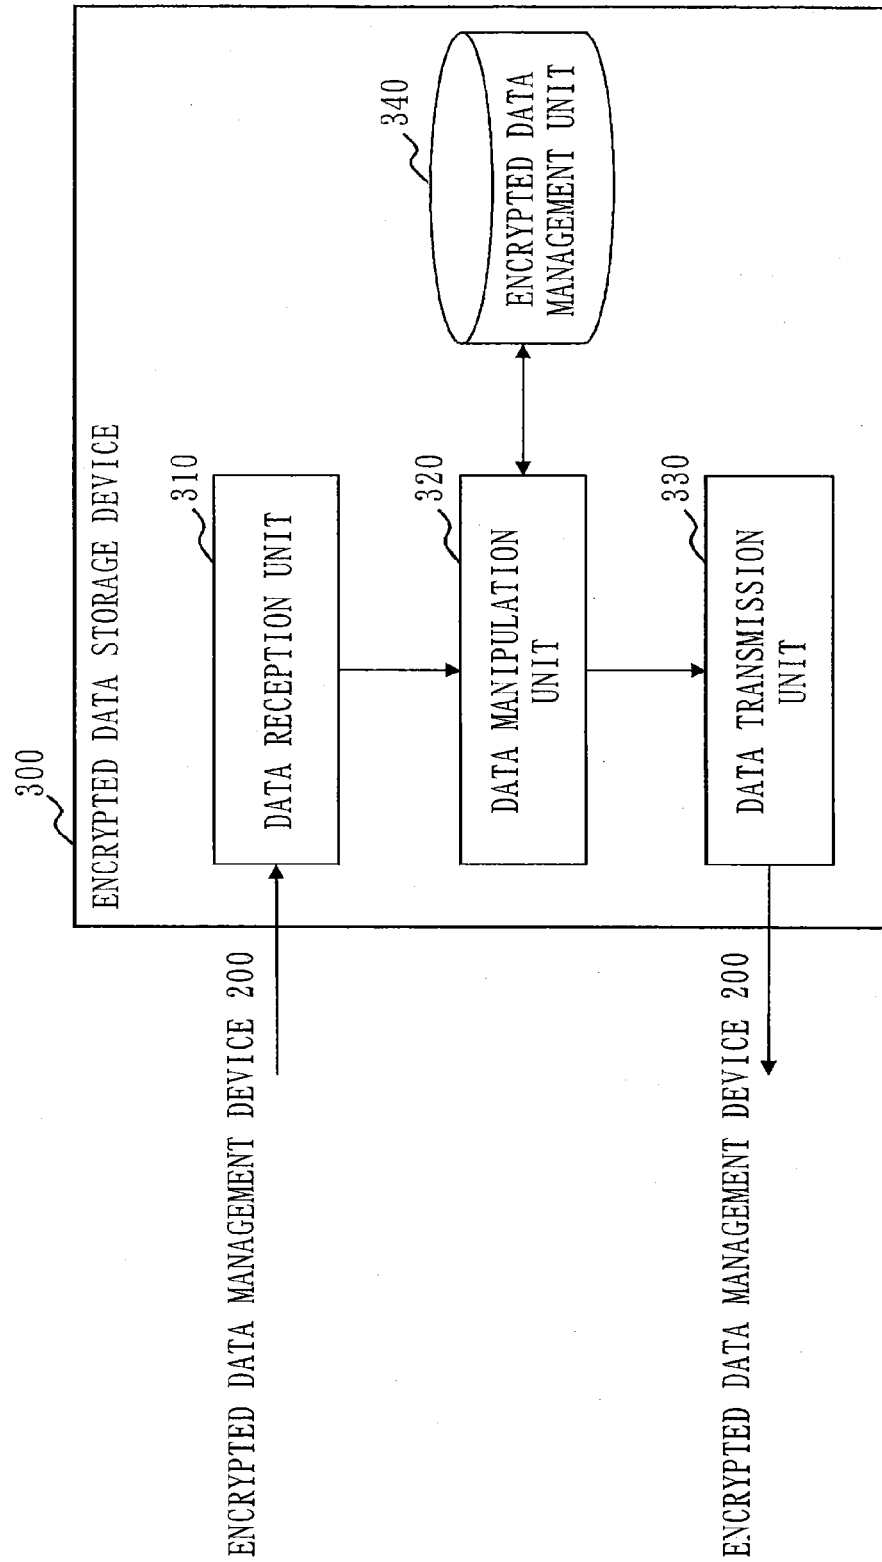 300
ENCRYPTED DATA STORAGE DEVICE
310
ENCRYPTED DATA MANAGEMENT DEVICE 200
DATA RECEPTION UNIT
320
DATA MANIPULATION
UNIT
340
ENCRYPTED DATA
MANAGEMENT UNIT
330
ENCRYPTED DATA MANAGEMENT DEVICE 200
DATA TRANSMISSION
UNIT